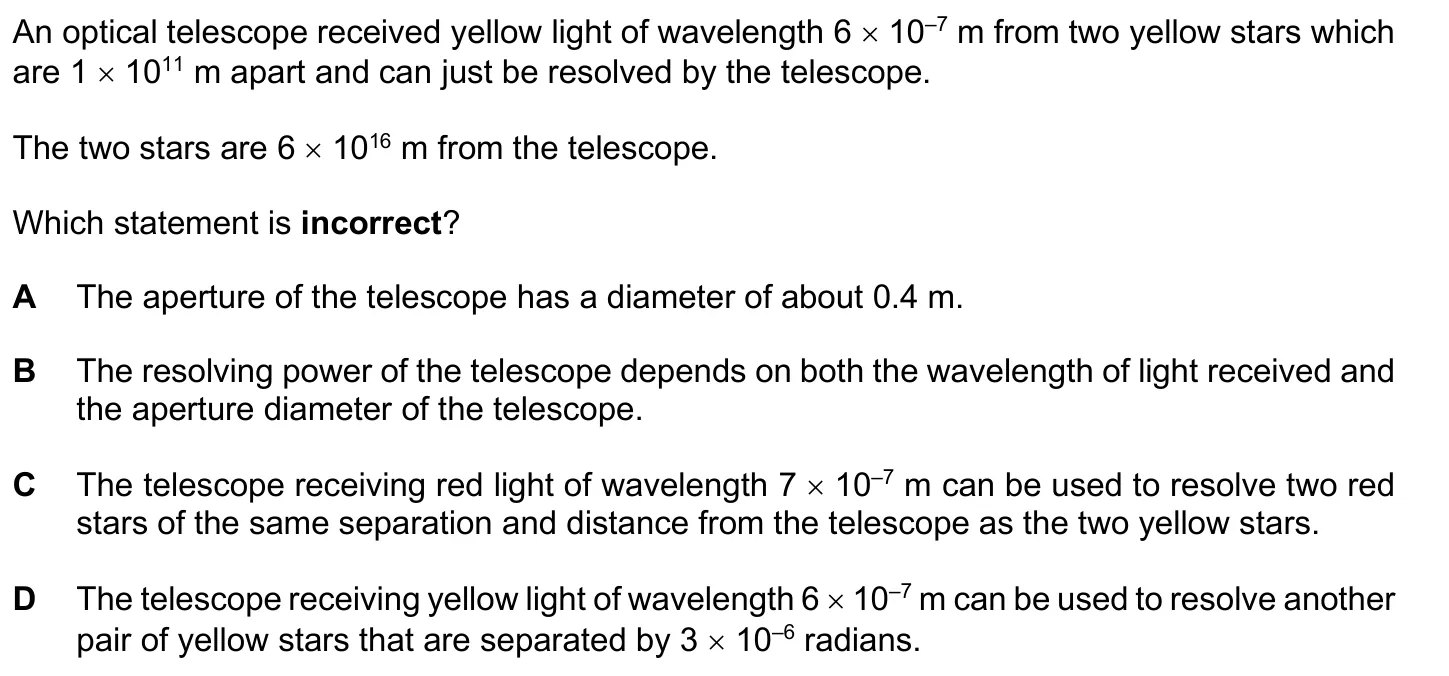 An optical telescope received yellow light of wavelength 6 × 10⁻⁷ m from two yellow stars which
are 1 × 10¹¹ m apart and can just be resolved by the telescope.
The two stars are 6 × 10¹⁶ m from the telescope.
Which statement is incorrect?
A The aperture of the telescope has a diameter of about 0.4 m.
B The resolving power of the telescope depends on both the wavelength of light received and
the aperture diameter of the telescope.
C The telescope receiving red light of wavelength 7 × 10⁻⁷ m can be used to resolve two red
stars of the same separation and distance from the telescope as the two yellow stars.
D The telescope receiving yellow light of wavelength 6 × 10⁻⁷ m can be used to resolve another
pair of yellow stars that are separated by 3 × 10⁻⁶ radians.